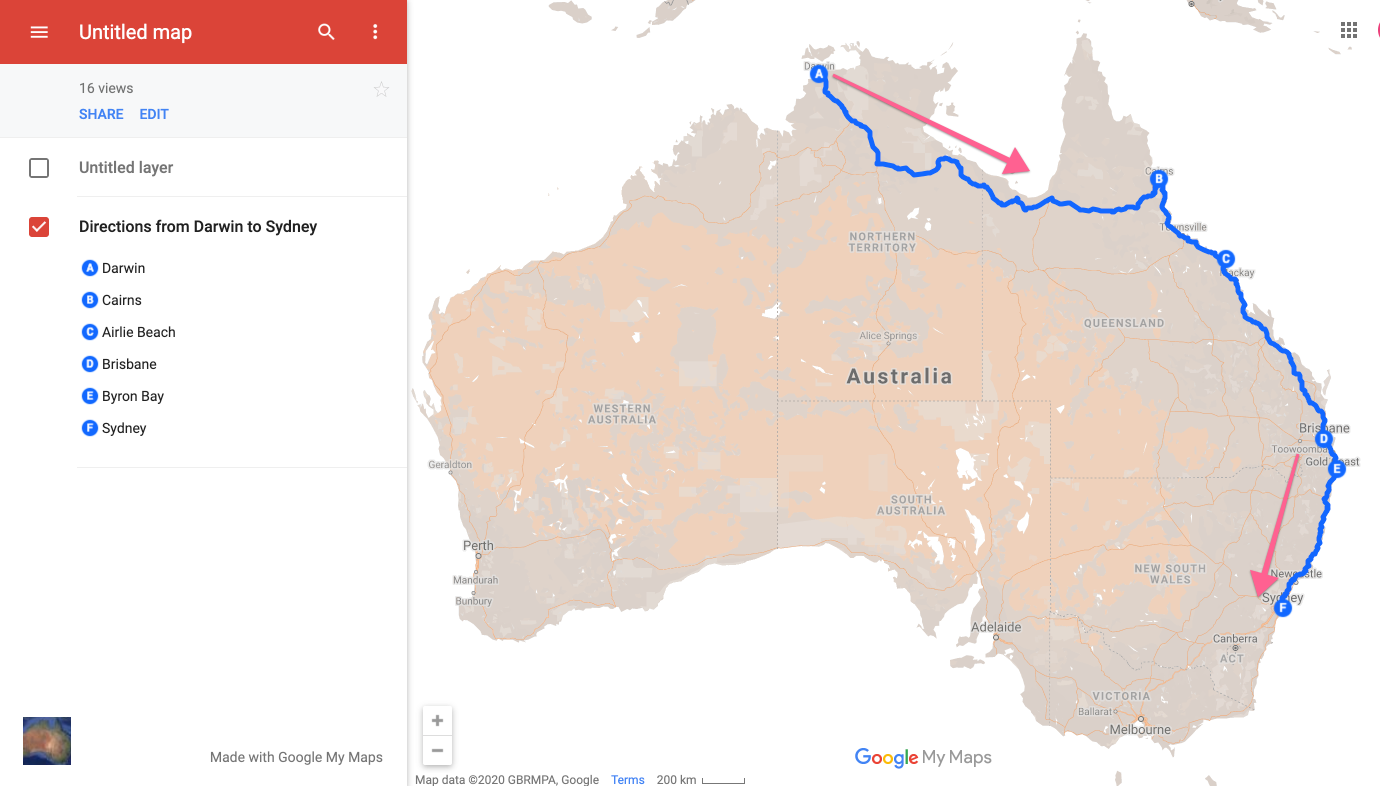 Untitled map
16 views
SHARE EDIT
Untitled layer
Directions from Darwin to Sydney
A Darwin
B Cairns
C Airlie Beach
D Brisbane
E Byron Bay
F Sydney
Made with Google My Maps
Darwin
A
Cairns
B
Townsville
C
Mackay
NORTHERN
TERRITORY
QUEENSLAND
Alice Springs
Australia
WESTERN
AUSTRALIA
Brisbane
D
Toowoomba
Gold Coast
E
Geraldton
SOUTH
AUSTRALIA
Perth
Mandurah
Bunbury
NEW SOUTH
WALES
Newcastle
Sydney
F
Adelaide
Canberra
ACT
VICTORIA
Ballarat
Melbourne
+
−
Google My Maps
Map data ©2020 GBRMPA, Google Terms 200 km